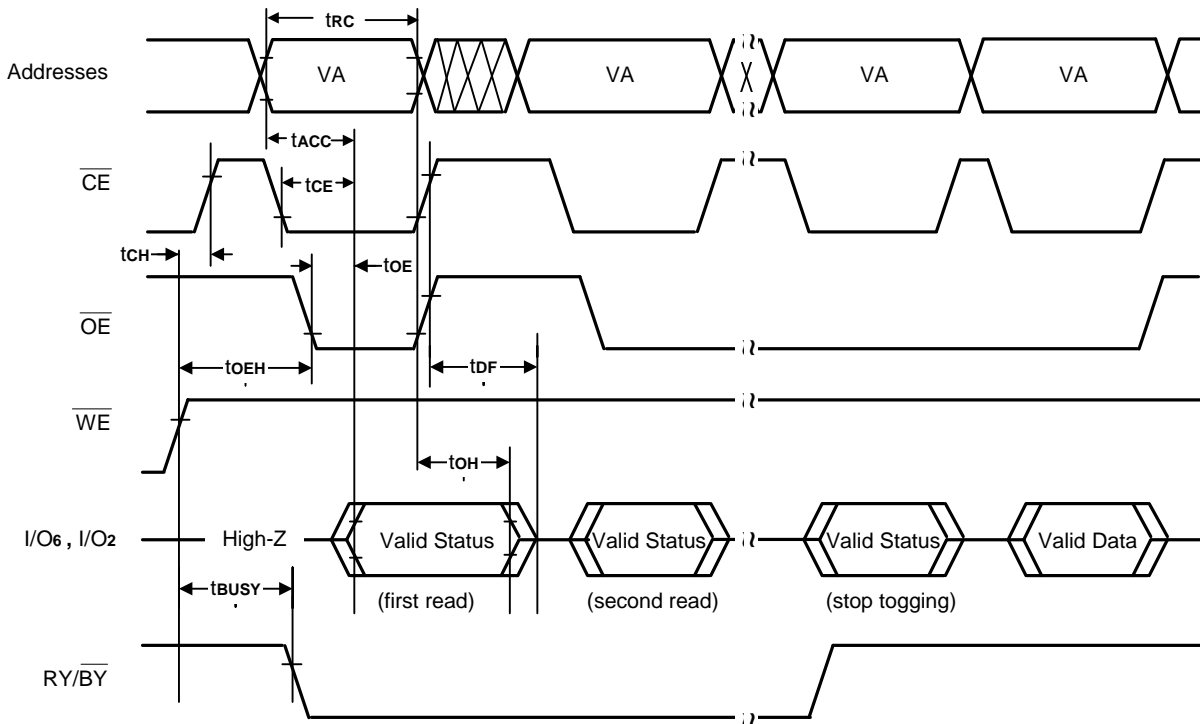 tRC
Addresses VA VA VA VA
tACC
CE tCE
tCH tOE
OE
tOEH tDF
WE
tOH
I/O6 , I/O2 High-Z Valid Status Valid Status Valid Status Valid Data
tBUSY (first read) (second read) (stop togging)
RY/BY